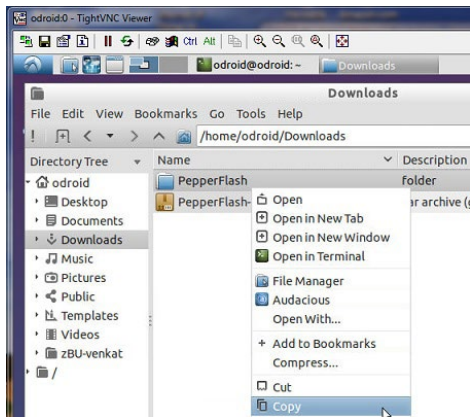 odroid:0 - TightVNC Viewer
Ctrl Alt
odroid@odroid: ~ Downloads
Downloads
File Edit View Bookmarks Go Tools Help
/home/odroid/Downloads
Directory Tree Name Description
odroid
PepperFlash folder
Desktop
PepperFlash- ar archive (g
Documents
Downloads
Music
Pictures
Public
Templates
Videos
zBU-venkat
/
Open
Open in New Tab
Open in New Window
Open in Terminal
File Manager
Audacious
Open With...
Add to Bookmarks
Compress...
Cut
Copy